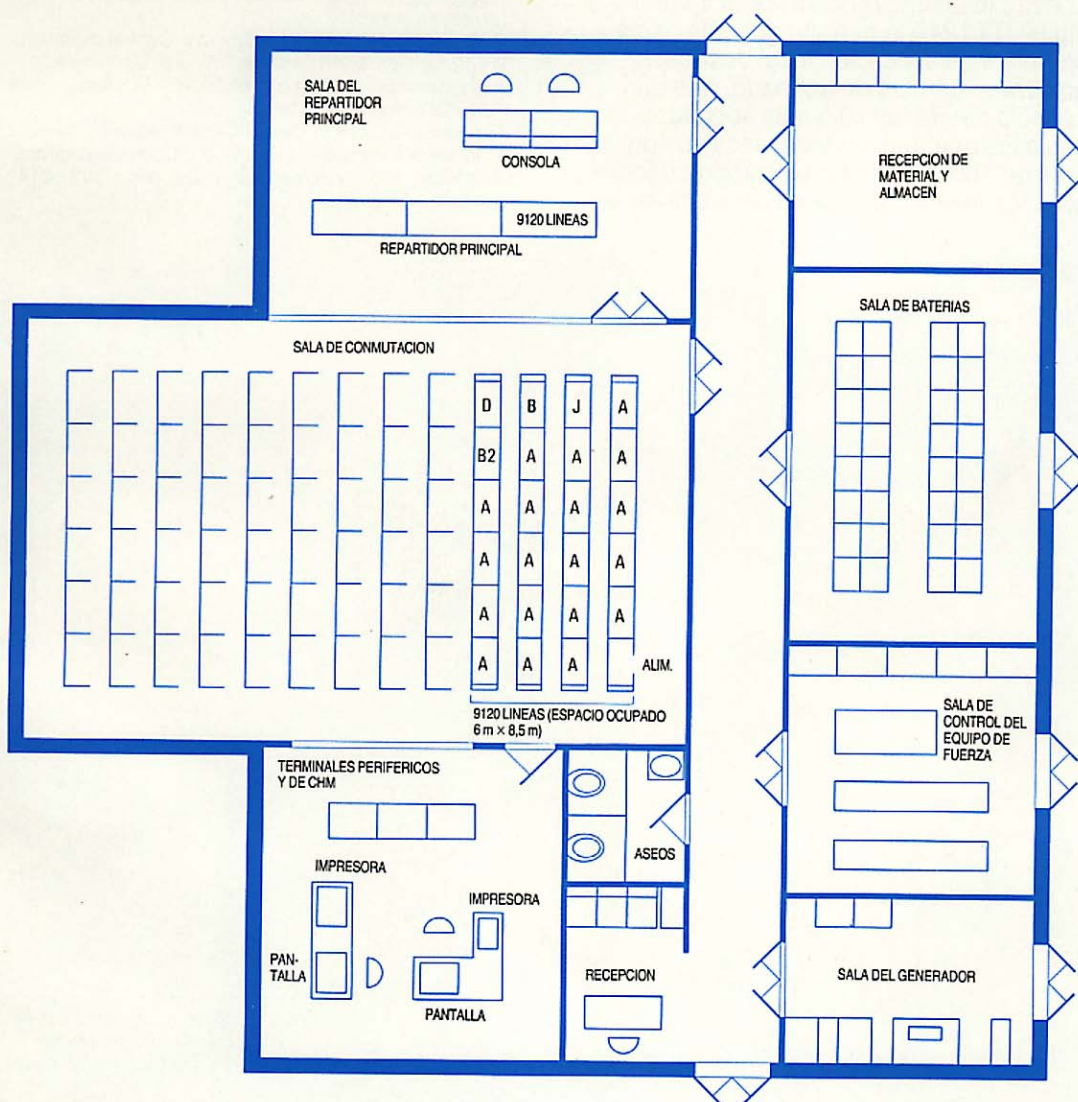 SALA DEL
REPARTIDOR
PRINCIPAL
CONSOLA
9120 LINEAS
REPARTIDOR PRINCIPAL
RECEPCION DE
MATERIAL Y
ALMACEN
SALA DE BATERIAS
SALA DE CONMUTACION
D B J A
B2 A A A
A A A A
A A A A
A A A A
A A A
ALIM.
9120 LINEAS (ESPACIO OCUPADO
6 m × 8,5 m)
SALA DE
CONTROL DEL
EQUIPO DE
FUERZA
TERMINALES PERIFERICOS
Y DE CHM
IMPRESORA
IMPRESORA
PAN-
TALLA
PANTALLA
ASEOS
RECEPCION
SALA DEL GENERADOR